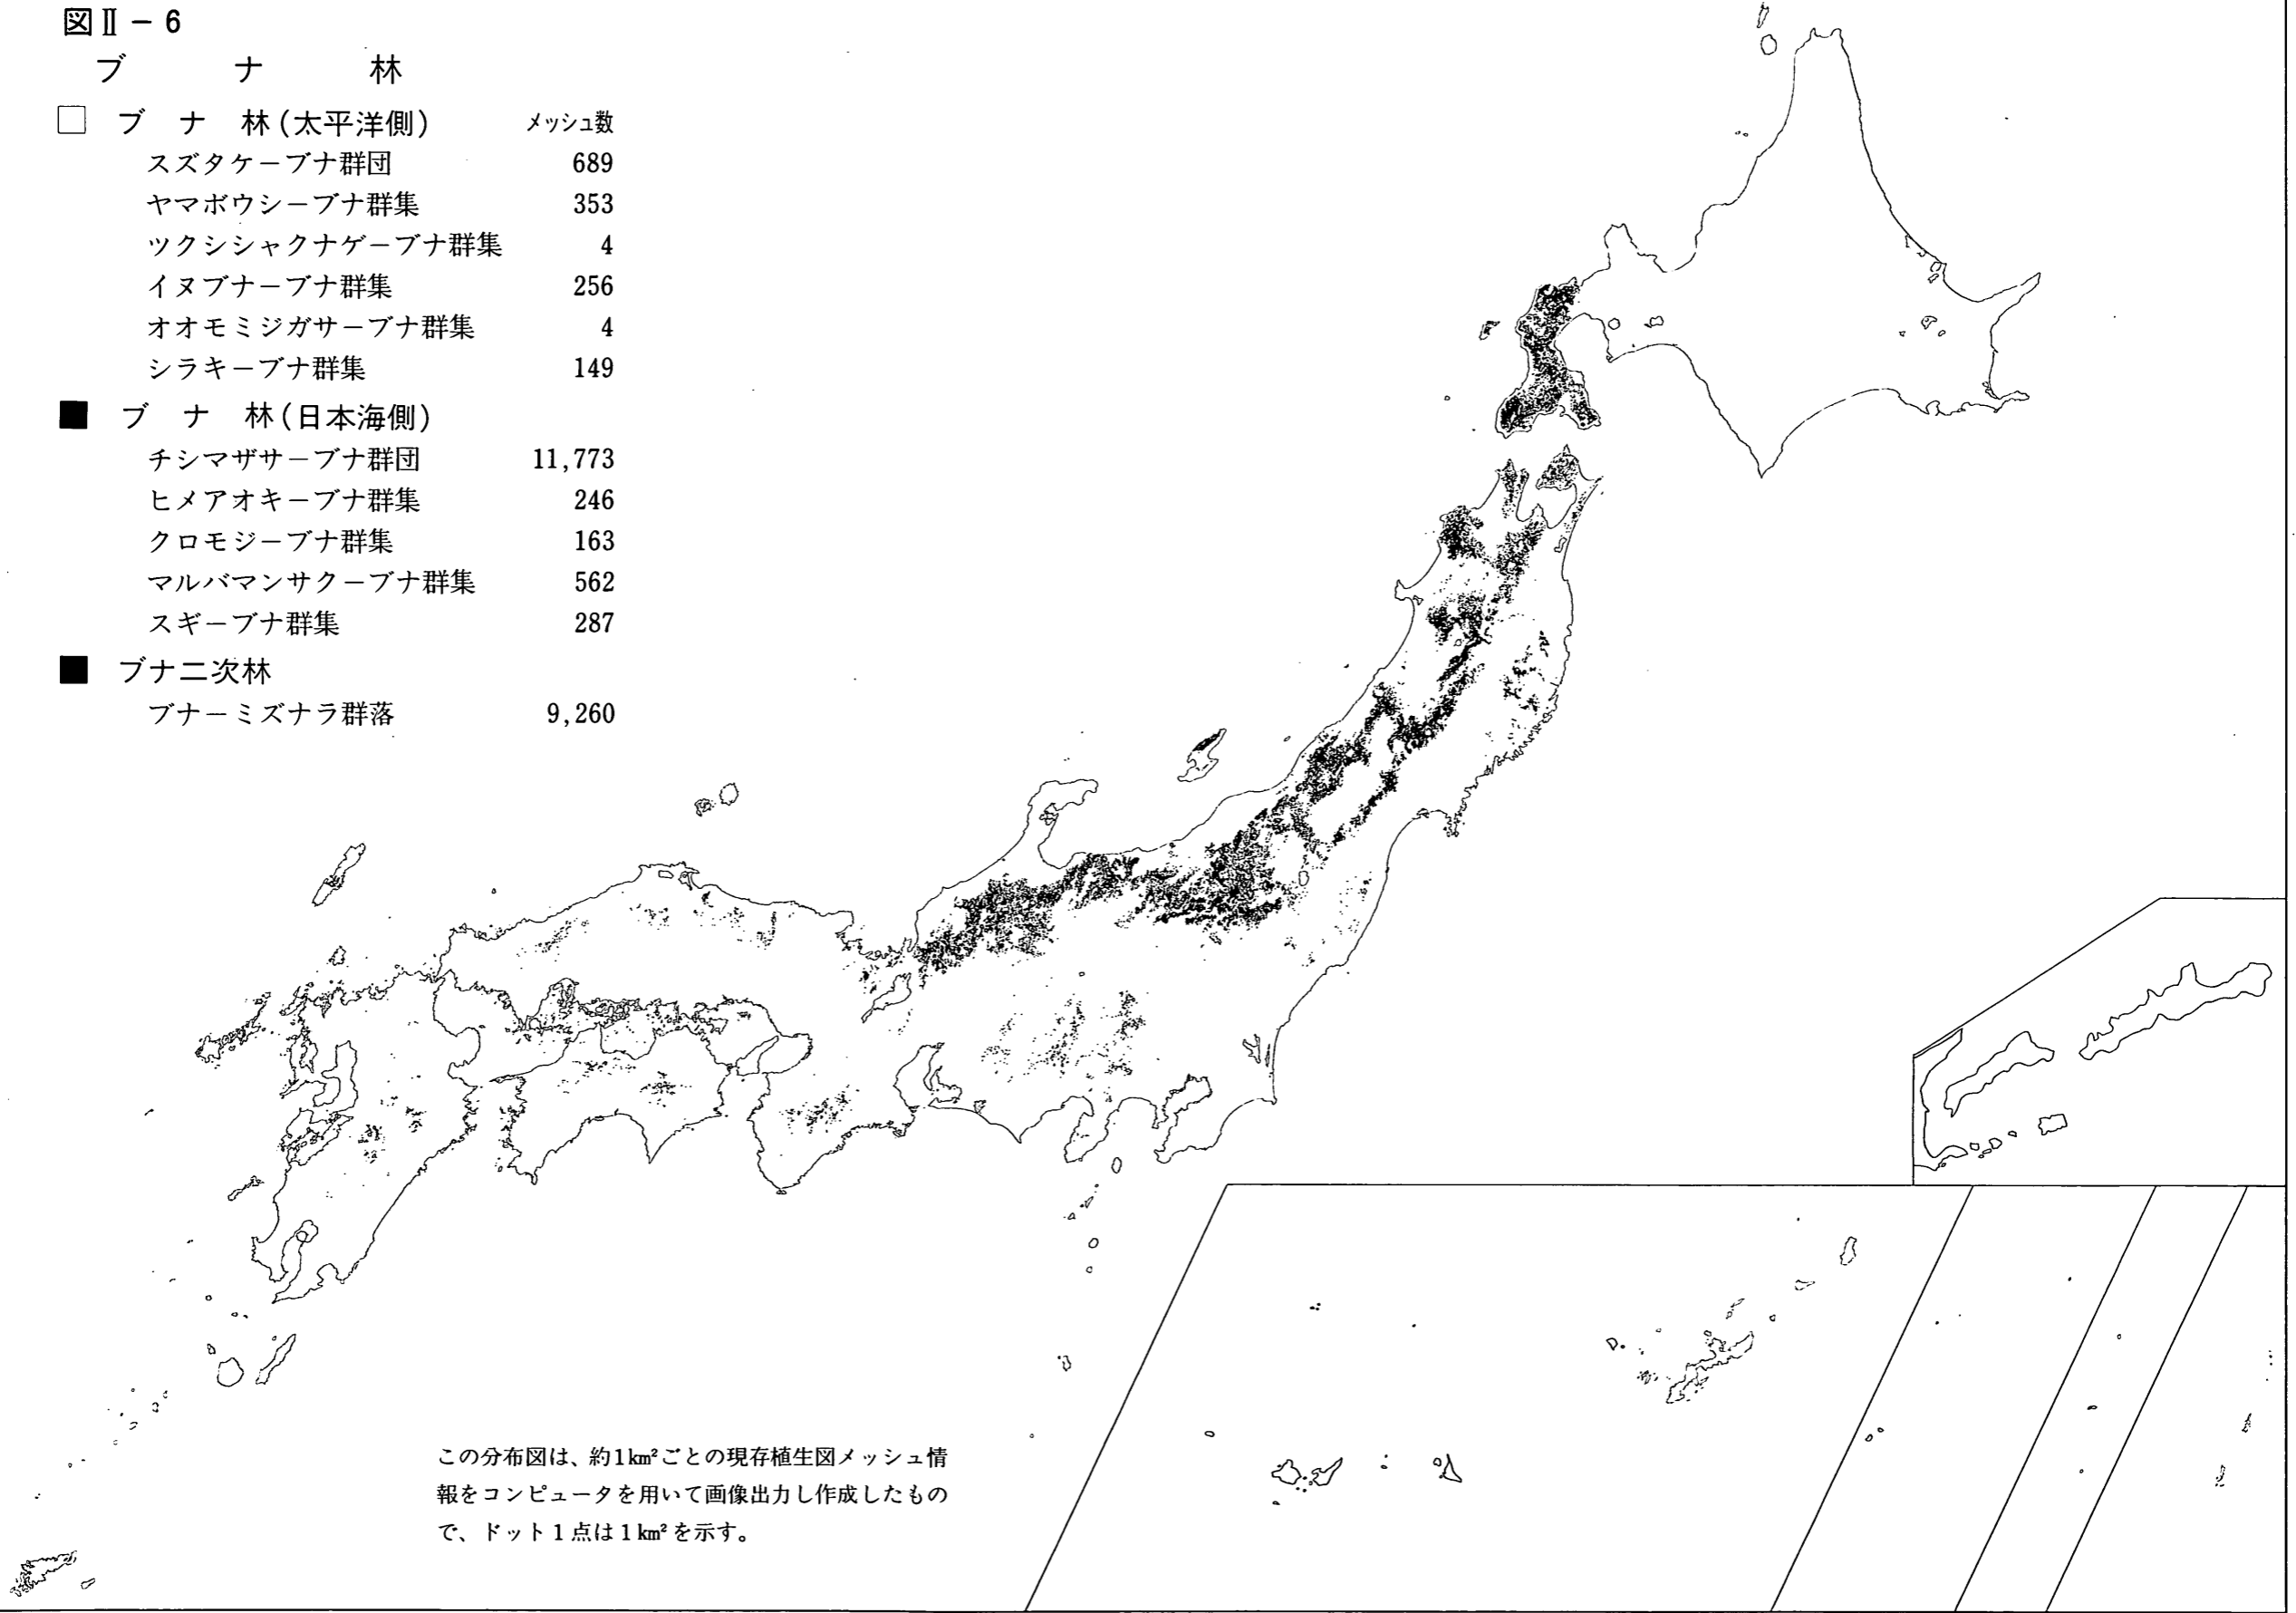 図Ⅱ－6
ブナ林
□ ブナ林(太平洋側) メッシュ数
スズタケ－ブナ群団 689
ヤマボウシ－ブナ群集 353
ツクシシャクナゲ－ブナ群集 4
イヌブナ－ブナ群集 256
オオモミジガサ－ブナ群集 4
シラキ－ブナ群集 149
■ ブナ林(日本海側)
チシマザサ－ブナ群団 11,773
ヒメアオキ－ブナ群集 246
クロモジ－ブナ群集 163
マルバマンサク－ブナ群集 562
スギ－ブナ群集 287
■ ブナ二次林
ブナ－ミズナラ群落 9,260
この分布図は、約1km²ごとの現存植生図メッシュ情
報をコンピュータを用いて画像出力し作成したもの
で、ドット1点は1km²を示す。